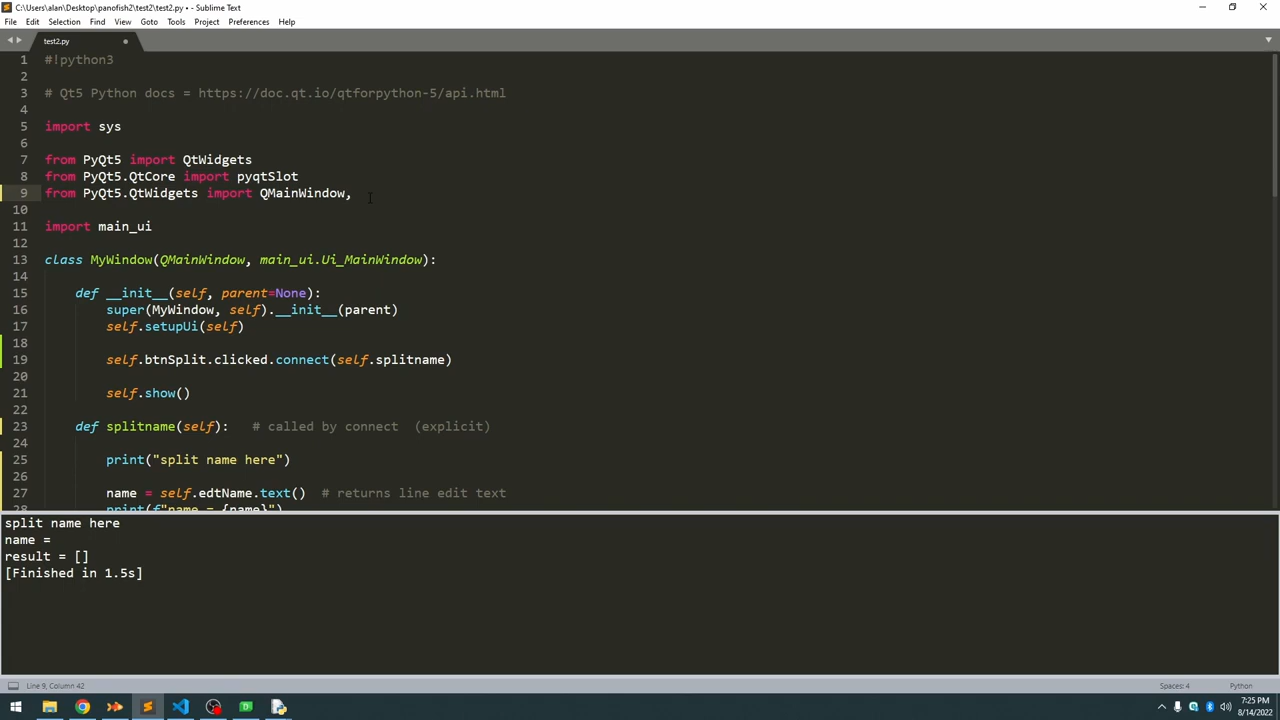 C:\Users\alan\Desktop\panofish2\test2\test2.py • - Sublime Text
File Edit Selection Find View Goto Tools Project Preferences Help
test2.py
1 #!python3
2
3 # Qt5 Python docs = https://doc.qt.io/qtforpython-5/api.html
4
5 import sys
6
7 from PyQt5 import QtWidgets
8 from PyQt5.QtCore import pyqtSlot
9 from PyQt5.QtWidgets import QMainWindow,
10
11 import main_ui
12
13 class MyWindow(QMainWindow, main_ui.Ui_MainWindow):
14
15 def __init__(self, parent=None):
16 super(MyWindow, self).__init__(parent)
17 self.setupUi(self)
18
19 self.btnSplit.clicked.connect(self.splitname)
20
21 self.show()
22
23 def splitname(self): # called by connect (explicit)
24
25 print("split name here")
26
27 name = self.edtName.text() # returns line edit text
28 print(f"name = {name}")
split name here
name =
result = []
[Finished in 1.5s]
Line 9, Column 42 Spaces: 4 Python
7:25 PM
8/14/2022